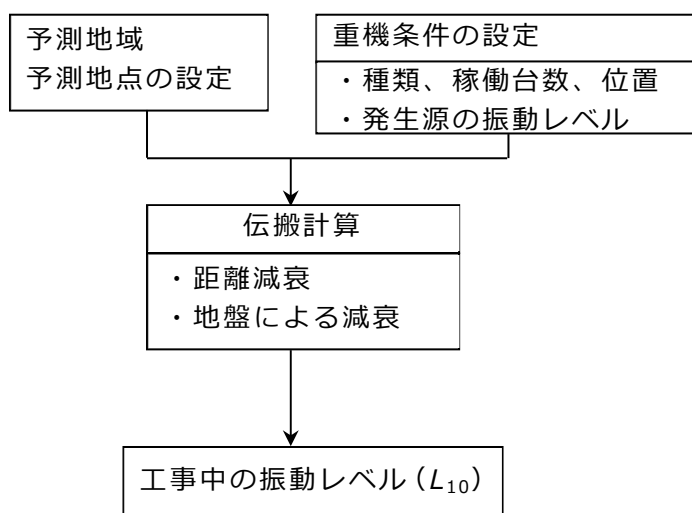 予測地域
予測地点の設定
重機条件の設定
・種類、稼働台数、位置
・発生源の振動レベル
伝搬計算
・距離減衰
・地盤による減衰
工事中の振動レベル(L10)